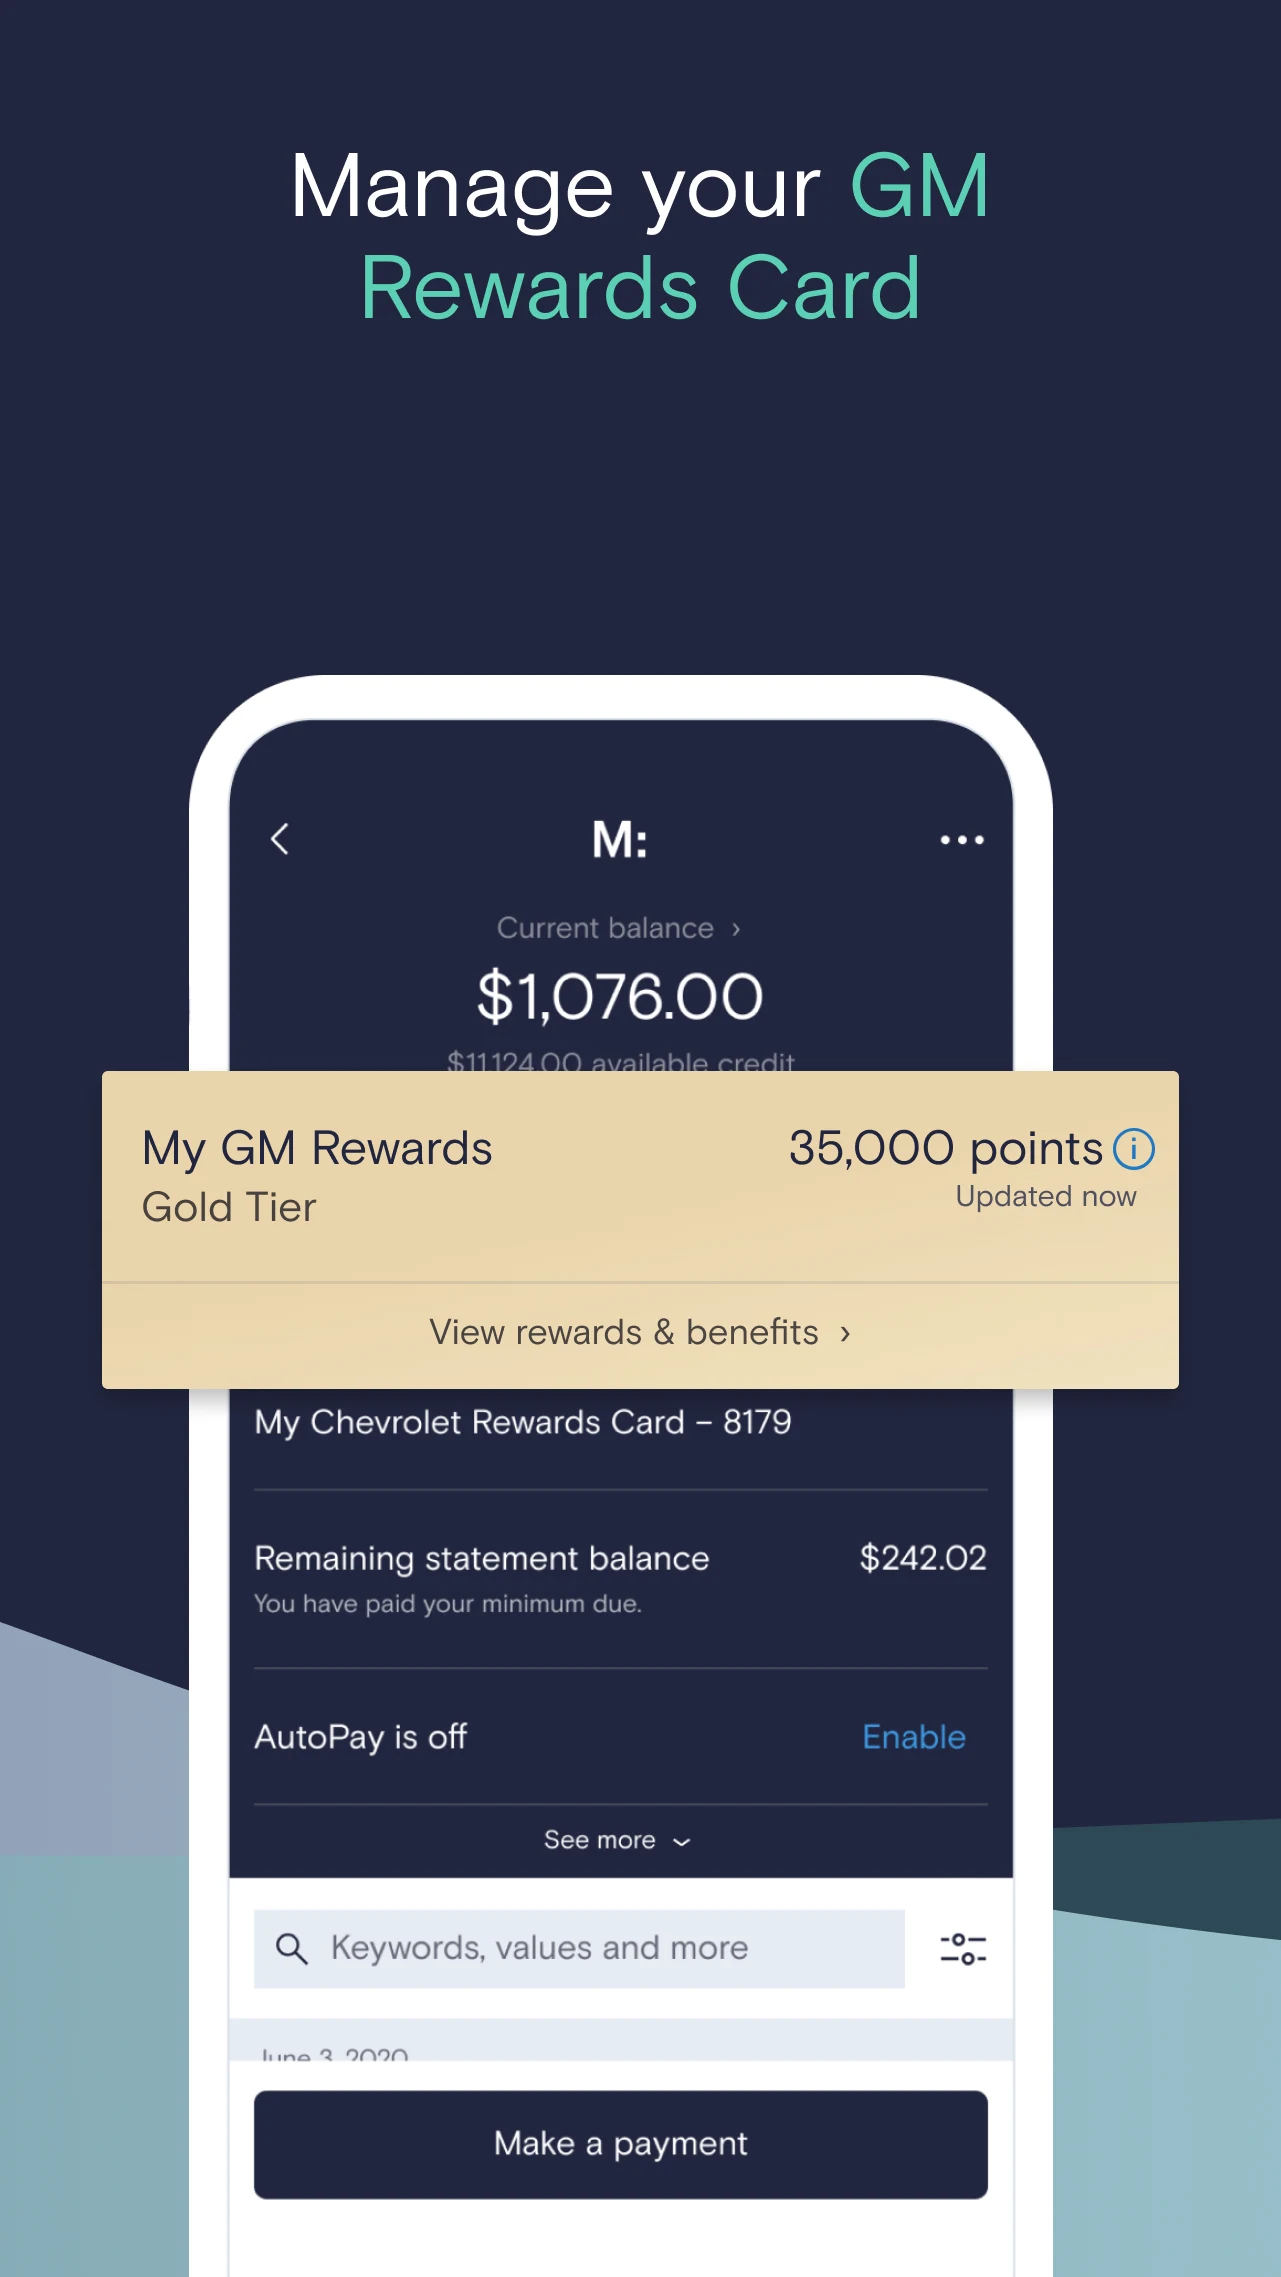 Manage your GM
Rewards Card
M:
Current balance ›
$1,076.00
$11,124.00 available credit
My GM Rewards
35,000 points
Gold Tier
Updated now
View rewards & benefits ›
My Chevrolet Rewards Card – 8179
Remaining statement balance
$242.02
You have paid your minimum due.
AutoPay is off
Enable
See more
Keywords, values and more
June 3, 2020
Make a payment